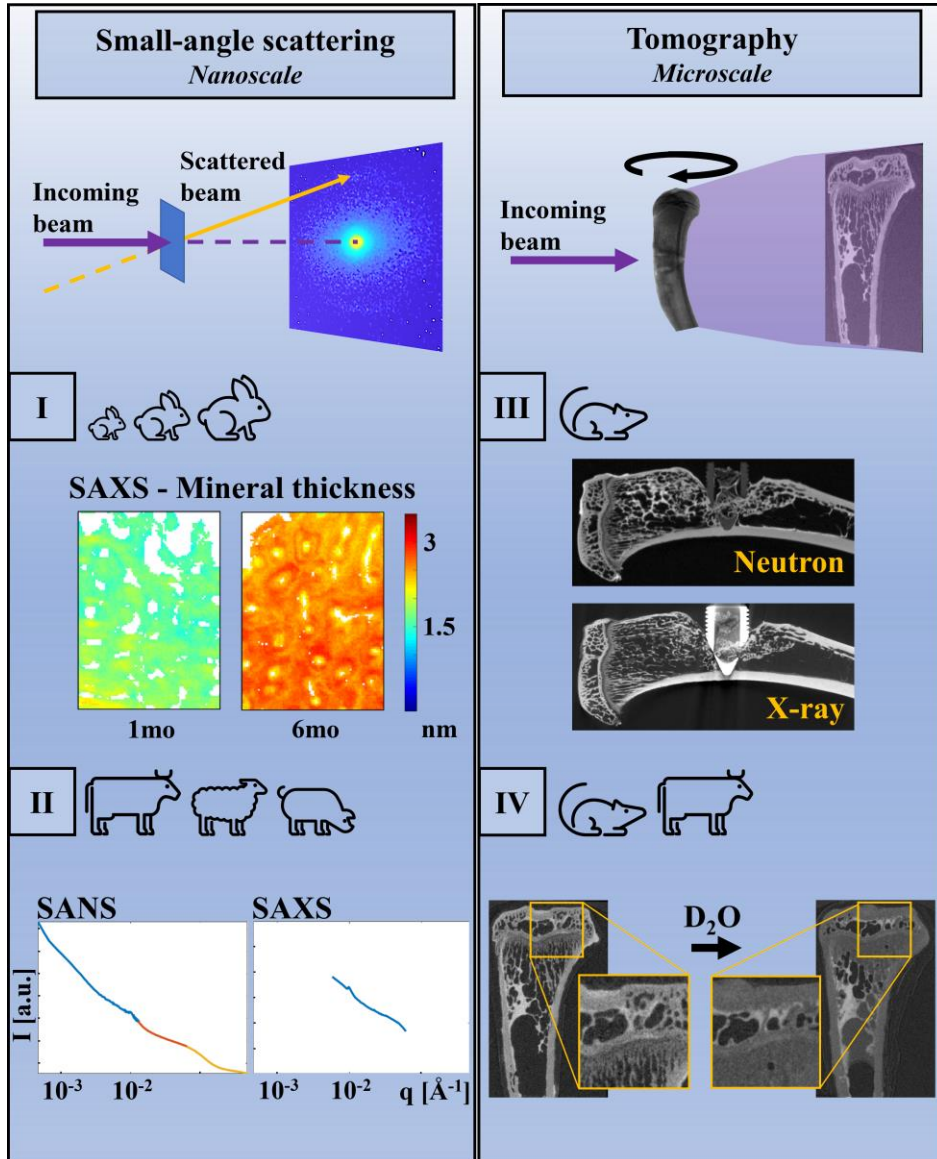 Small-angle scattering
Nanoscale
Incoming
beam
Scattered
beam
I
SAXS - Mineral thickness
3
1.5
1mo
6mo
nm
II
SANS
SAXS
I [a.u.]
10⁻³
10⁻²
10⁻³
10⁻²
q [Å⁻¹]
Tomography
Microscale
Incoming
beam
III
Neutron
X-ray
IV
D₂O